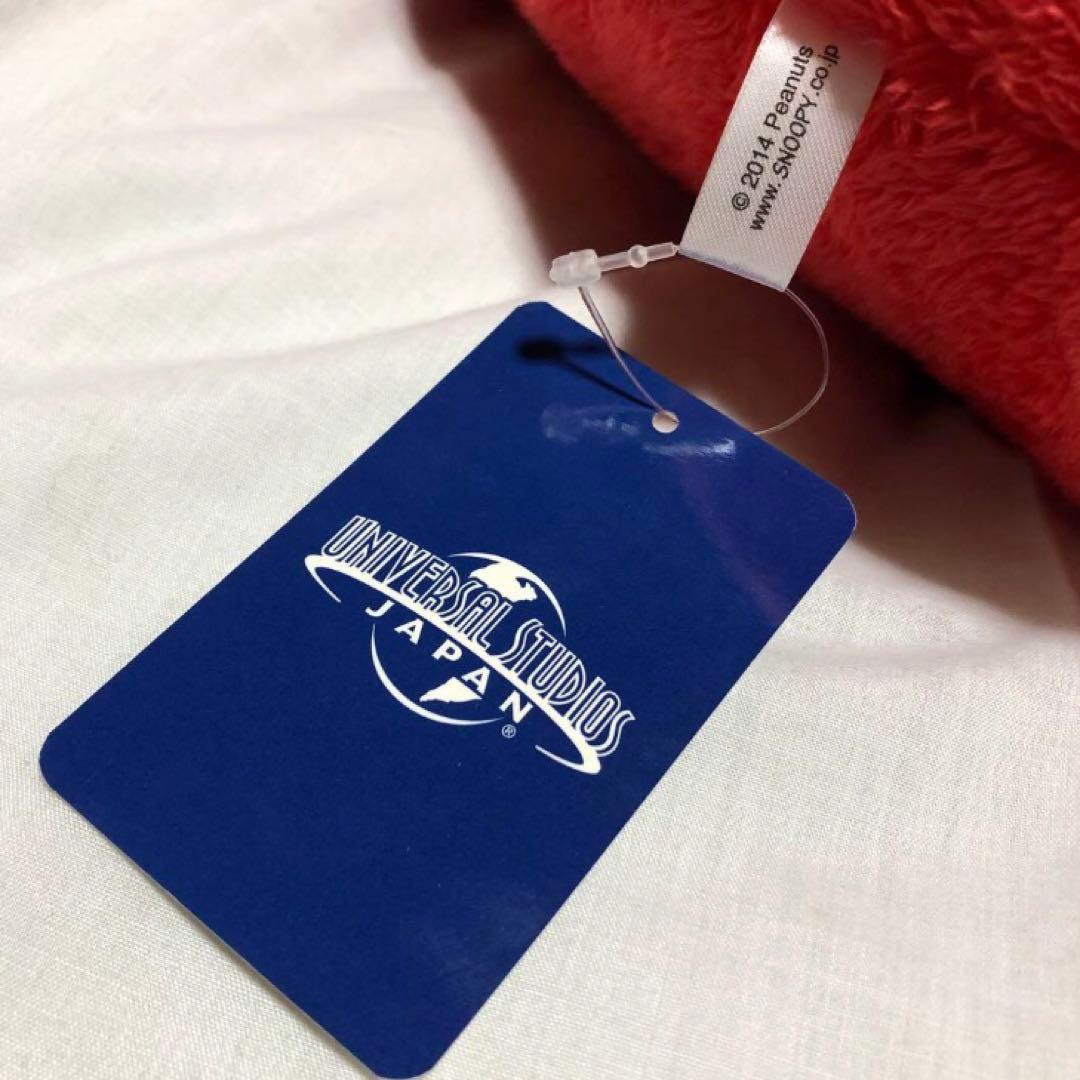 © 2014 Peanuts
www.SNOOPY.co.jp
UNIVERSAL STUDIOS
JAPAN
®